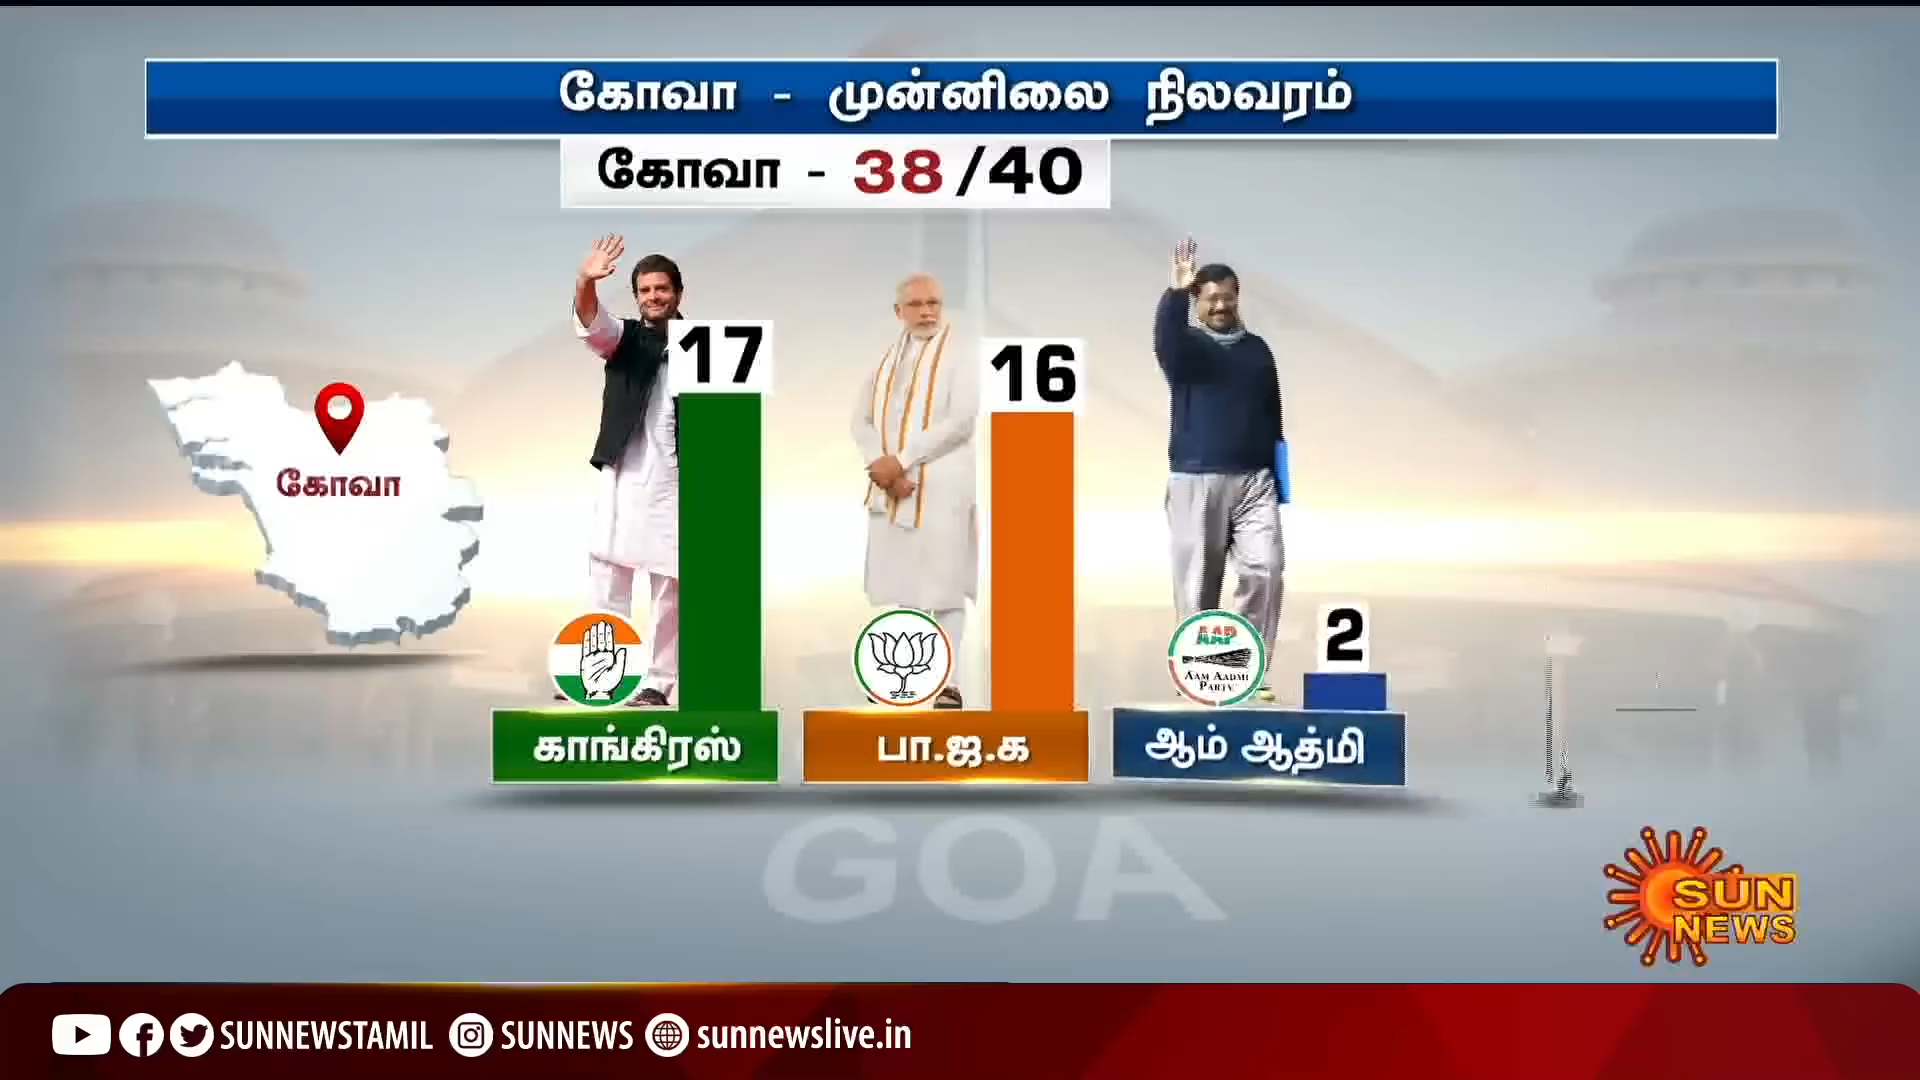 கோவா - முன்னிலை நிலவரம்
கோவா - 38/40
17
16
2
கோவா
AAP
AAM AADMI
PARTY
காங்கிரஸ்
பா.ஜ.க
ஆம் ஆத்மி
GOA
SUN
NEWS
SUNNEWSTAMIL SUNNEWS sunnewslive.in